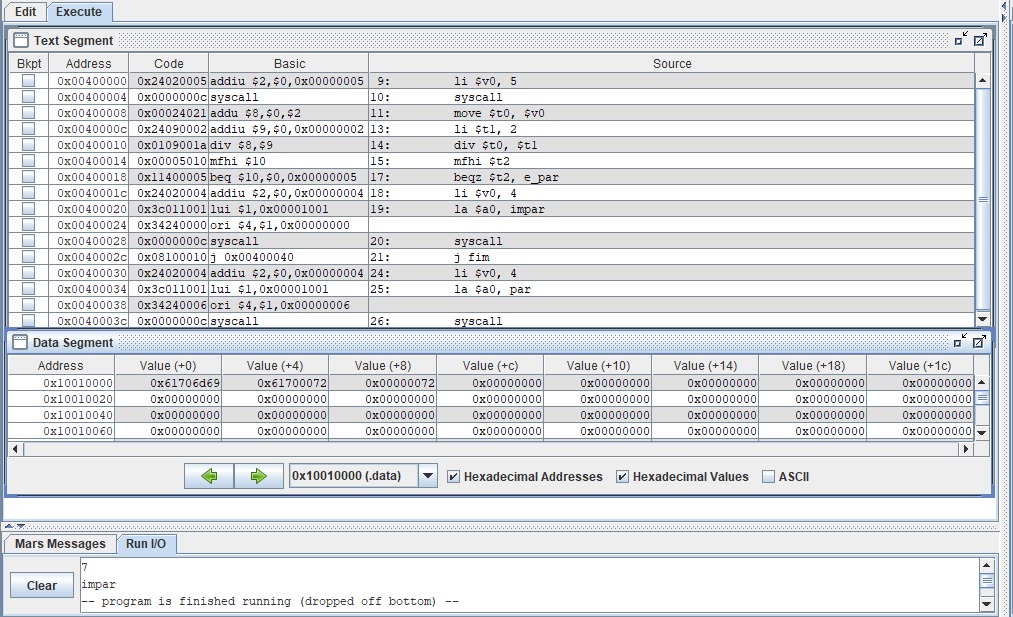 Edit Execute
Text Segment
Bkpt Address Code Basic Source
0x00400000 0x24020005 addiu $2,$0,0x00000005 9: li $v0, 5
0x00400004 0x0000000c syscall 10: syscall
0x00400008 0x00024021 addu $8,$0,$2 11: move $t0, $v0
0x0040000c 0x24090002 addiu $9,$0,0x00000002 13: li $t1, 2
0x00400010 0x0109001a div $8,$9 14: div $t0, $t1
0x00400014 0x00005010 mfhi $10 15: mfhi $t2
0x00400018 0x11400005 beq $10,$0,0x00000005 17: beqz $t2, e_par
0x0040001c 0x24020004 addiu $2,$0,0x00000004 18: li $v0, 4
0x00400020 0x3c011001 lui $1,0x00001001 19: la $a0, impar
0x00400024 0x34240000 ori $4,$1,0x00000000
0x00400028 0x0000000c syscall 20: syscall
0x0040002c 0x08100010 j 0x00400040 21: j fim
0x00400030 0x24020004 addiu $2,$0,0x00000004 24: li $v0, 4
0x00400034 0x3c011001 lui $1,0x00001001 25: la $a0, par
0x00400038 0x34240006 ori $4,$1,0x00000006
0x0040003c 0x0000000c syscall 26: syscall
Data Segment
Address Value (+0) Value (+4) Value (+8) Value (+c) Value (+10) Value (+14) Value (+18) Value (+1c)
0x10010000 0x61706d69 0x61700072 0x00000072 0x00000000 0x00000000 0x00000000 0x00000000 0x00000000
0x10010020 0x00000000 0x00000000 0x00000000 0x00000000 0x00000000 0x00000000 0x00000000 0x00000000
0x10010040 0x00000000 0x00000000 0x00000000 0x00000000 0x00000000 0x00000000 0x00000000 0x00000000
0x10010060 0x00000000 0x00000000 0x00000000 0x00000000 0x00000000 0x00000000 0x00000000 0x00000000
0x10010000 (.data) Hexadecimal Addresses Hexadecimal Values ASCII
Mars Messages Run I/O
Clear
7
impar
-- program is finished running (dropped off bottom) --